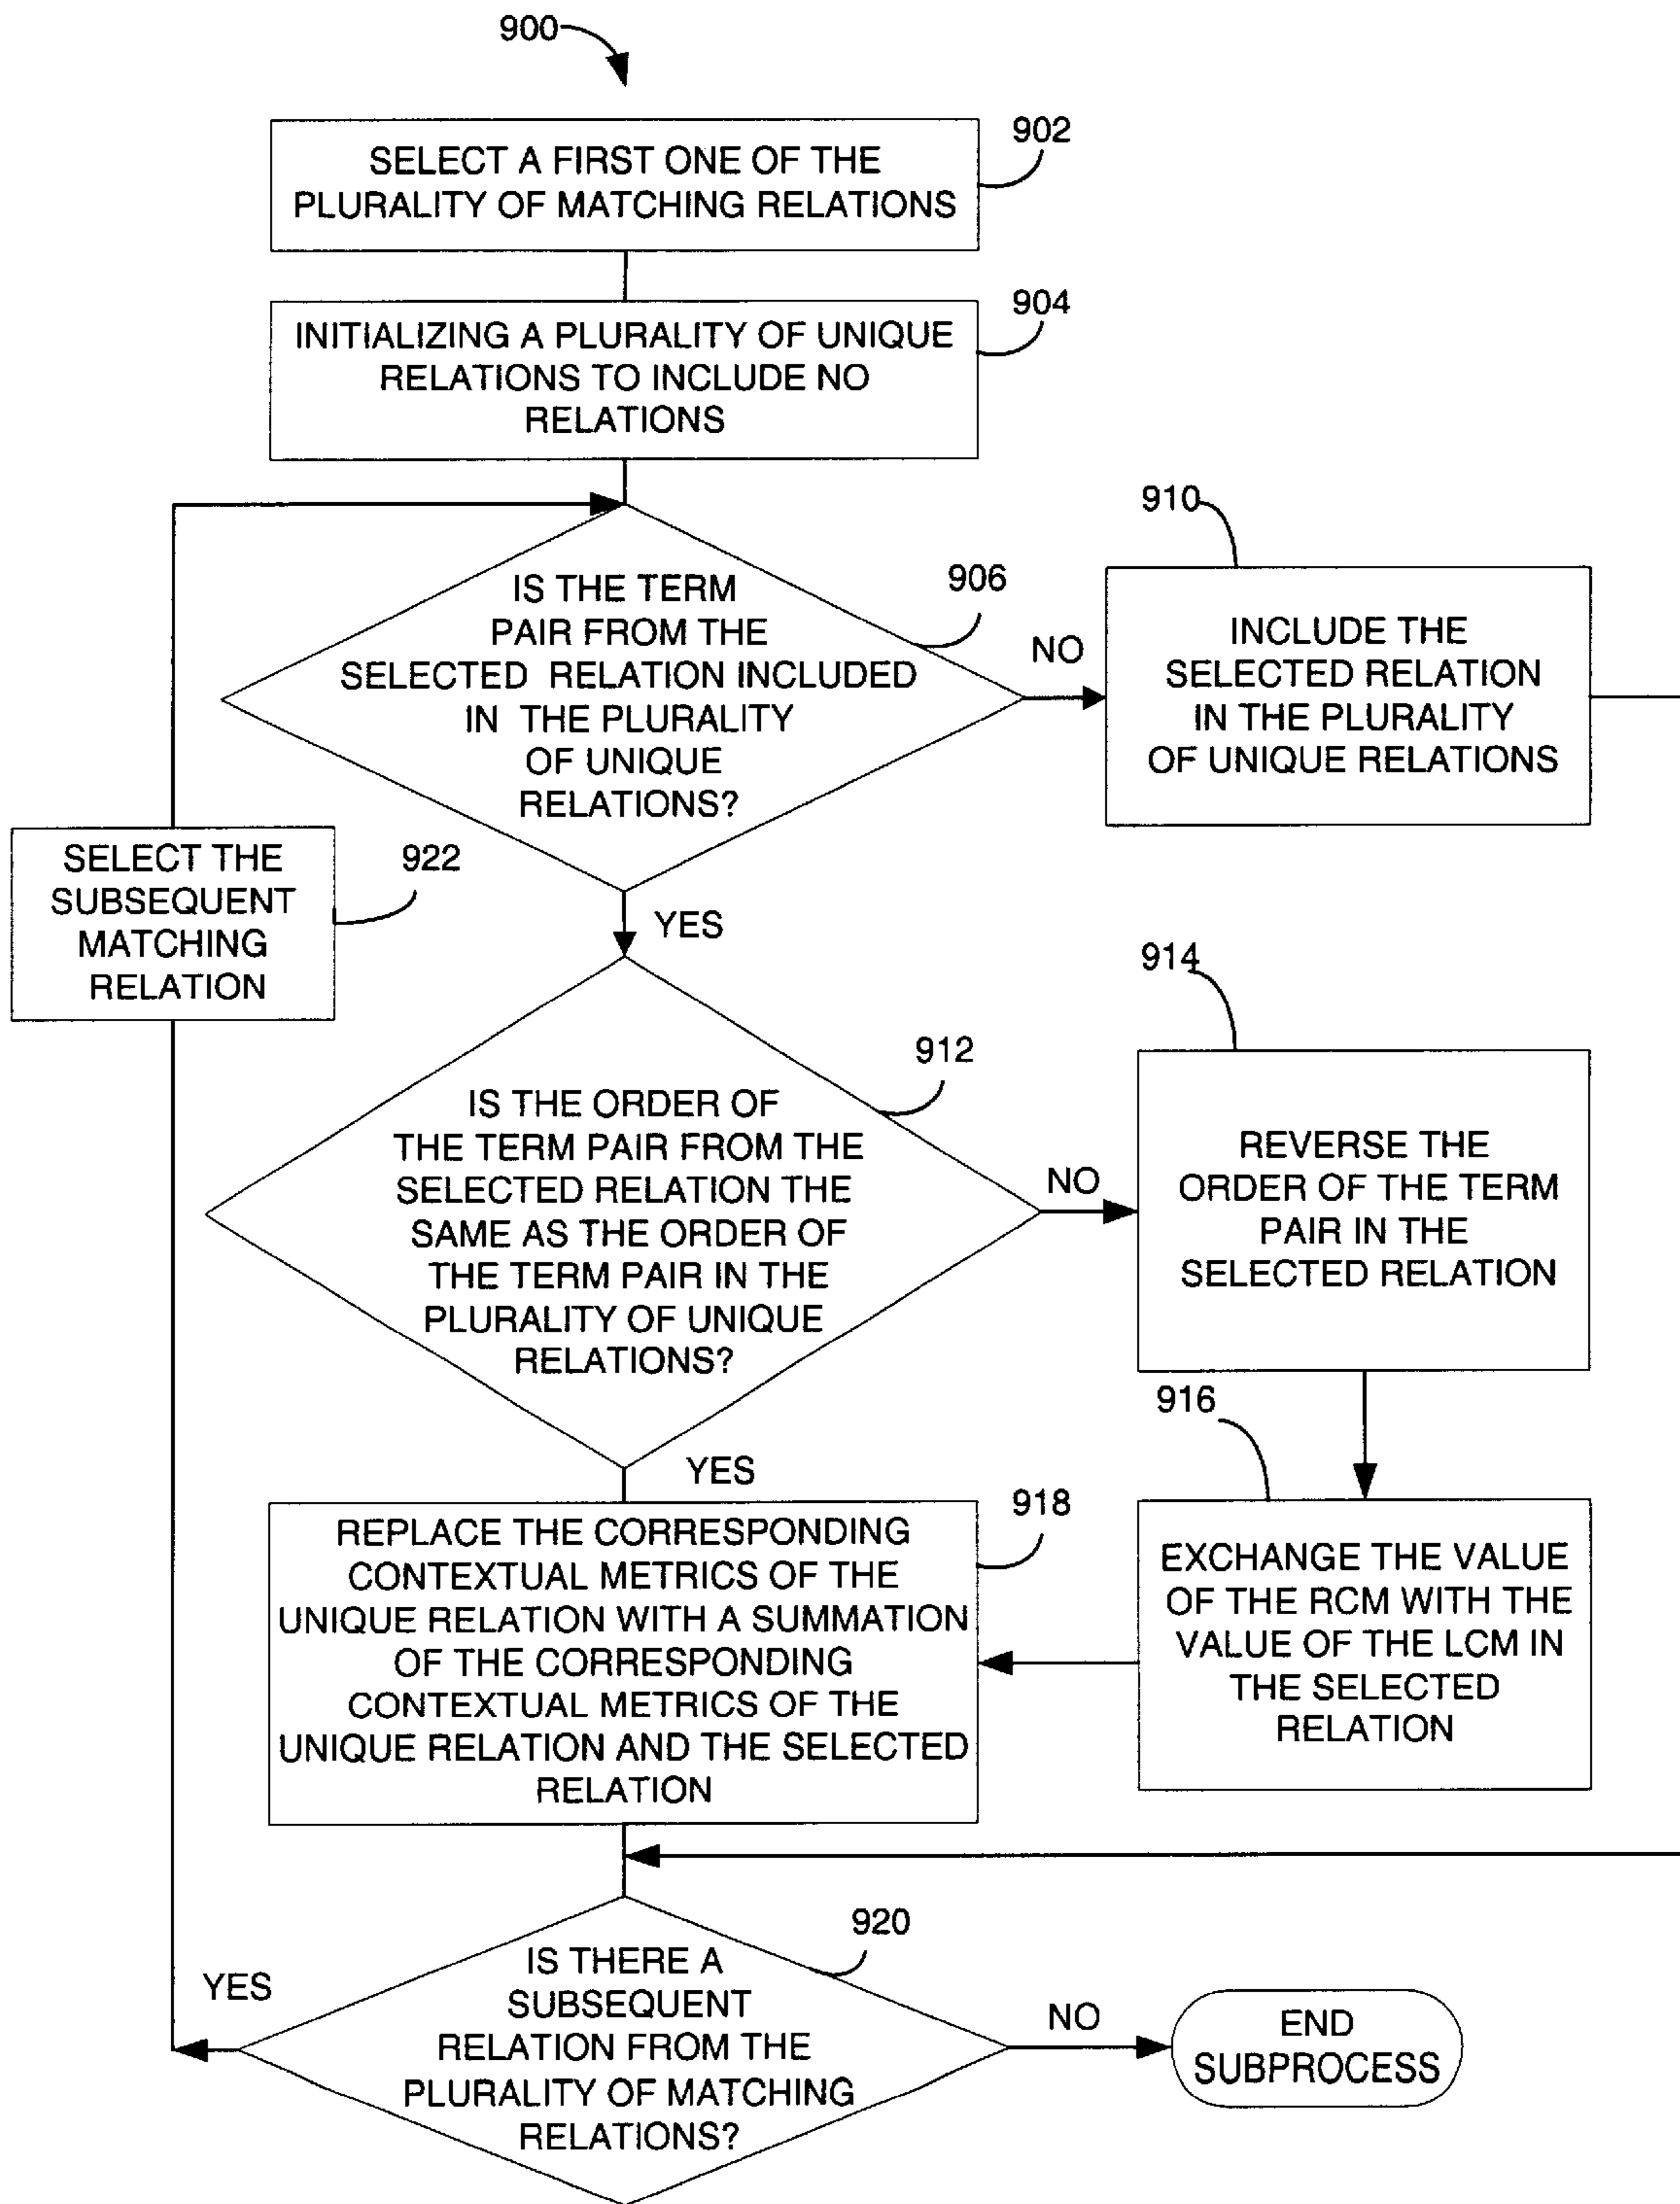 900
902
SELECT A FIRST ONE OF THE
PLURALITY OF MATCHING RELATIONS
904
INITIALIZING A PLURALITY OF UNIQUE
RELATIONS TO INCLUDE NO
RELATIONS
906
IS THE TERM
PAIR FROM THE
SELECTED RELATION INCLUDED
IN THE PLURALITY
OF UNIQUE
RELATIONS?
NO
910
INCLUDE THE
SELECTED RELATION
IN THE PLURALITY
OF UNIQUE RELATIONS
SELECT THE
SUBSEQUENT
MATCHING
RELATION
922
YES
912
IS THE ORDER OF
THE TERM PAIR FROM THE
SELECTED RELATION THE
SAME AS THE ORDER OF
THE TERM PAIR IN THE
PLURALITY OF UNIQUE
RELATIONS?
NO
914
REVERSE THE
ORDER OF THE TERM
PAIR IN THE
SELECTED RELATION
916
EXCHANGE THE VALUE
OF THE RCM WITH THE
VALUE OF THE LCM IN
THE SELECTED
RELATION
YES
918
REPLACE THE CORRESPONDING
CONTEXTUAL METRICS OF THE
UNIQUE RELATION WITH A SUMMATION
OF THE CORRESPONDING
CONTEXTUAL METRICS OF THE
UNIQUE RELATION AND THE SELECTED
RELATION
920
IS THERE A
SUBSEQUENT
RELATION FROM THE
PLURALITY OF MATCHING
RELATIONS?
YES
NO
END
SUBPROCESS